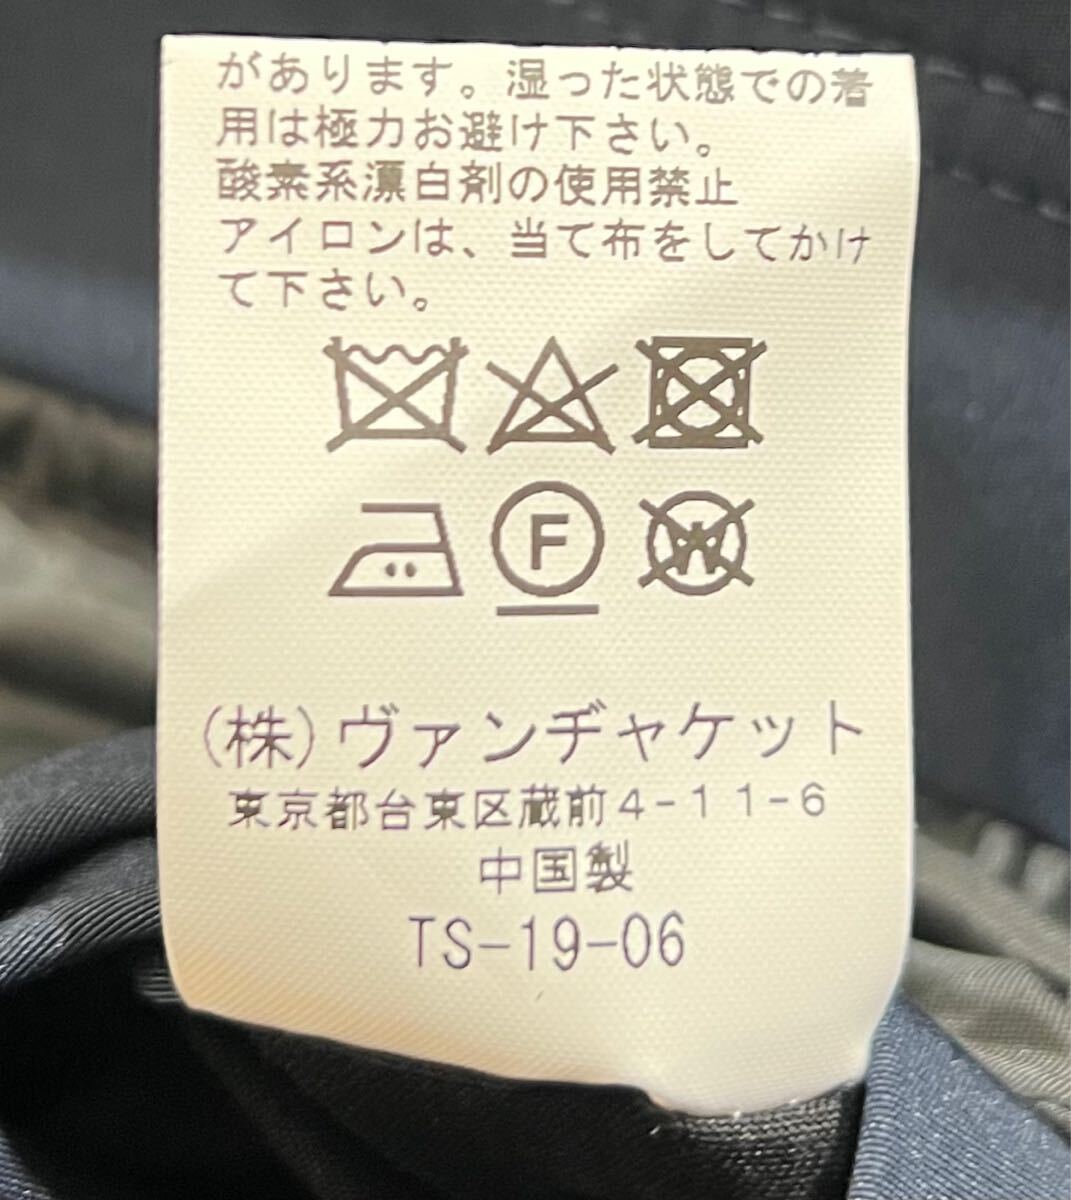 があります。湿った状態での着
用は極力お避け下さい。
酸素系漂白剤の使用禁止
アイロンは、当て布をしてかけ
て下さい。
F
W
(株)ヴァンヂャケット
東京都台東区蔵前4-11-6
中国製
TS-19-06